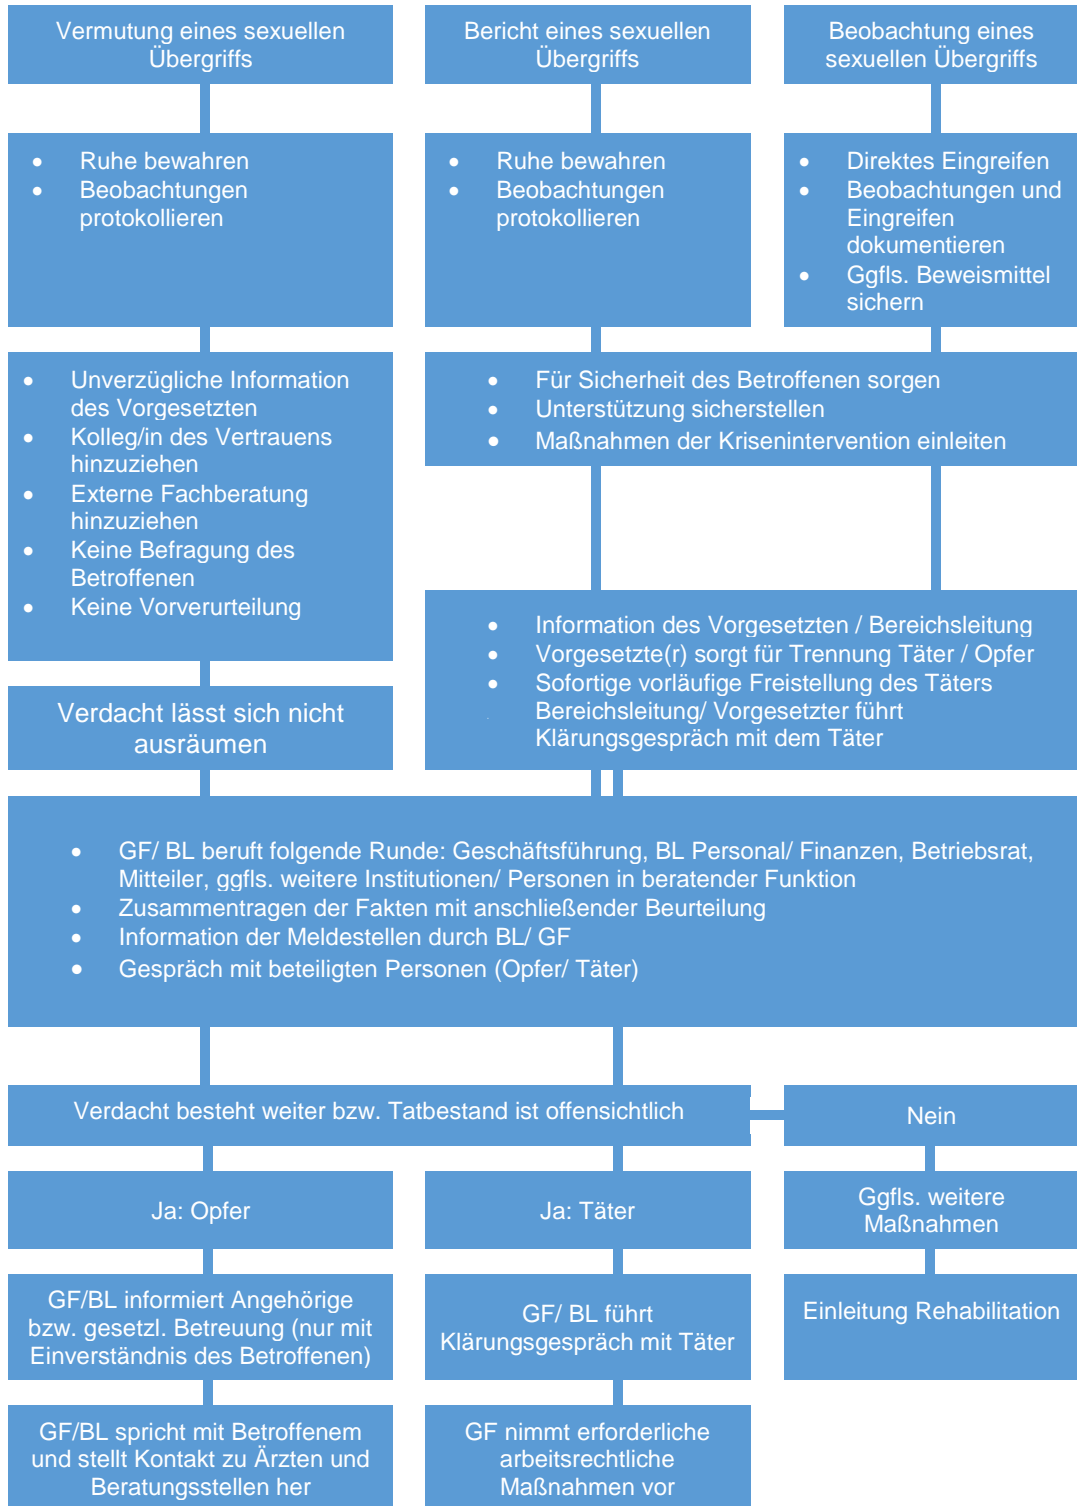 Vermutung eines sexuellen
Übergriffs
Bericht eines sexuellen
Übergriffs
Beobachtung eines
sexuellen Übergriffs
• Ruhe bewahren
• Beobachtungen
protokollieren
• Ruhe bewahren
• Beobachtungen
protokollieren
• Direktes Eingreifen
• Beobachtungen und
Eingreifen
dokumentieren
• Ggfls. Beweismittel
sichern
• Unverzügliche Information
des Vorgesetzten
• Kolleg/in des Vertrauens
hinzuziehen
• Externe Fachberatung
hinzuziehen
• Keine Befragung des
Betroffenen
• Keine Vorverurteilung
• Für Sicherheit des Betroffenen sorgen
• Unterstützung sicherstellen
• Maßnahmen der Krisenintervention einleiten
• Information des Vorgesetzten / Bereichsleitung
• Vorgesetzte(r) sorgt für Trennung Täter / Opfer
• Sofortige vorläufige Freistellung des Täters
Bereichsleitung/ Vorgesetzter führt
Klärungsgespräch mit dem Täter
Verdacht lässt sich nicht
ausräumen
• GF/ BL beruft folgende Runde: Geschäftsführung, BL Personal/ Finanzen, Betriebsrat,
Mitteiler, ggfls. weitere Institutionen/ Personen in beratender Funktion
• Zusammentragen der Fakten mit anschließender Beurteilung
• Information der Meldestellen durch BL/ GF
• Gespräch mit beteiligten Personen (Opfer/ Täter)
Verdacht besteht weiter bzw. Tatbestand ist offensichtlich
Nein
Ja: Opfer
Ja: Täter
Ggfls. weitere
Maßnahmen
GF/BL informiert Angehörige
bzw. gesetzl. Betreuung (nur mit
Einverständnis des Betroffenen)
GF/ BL führt
Klärungsgespräch mit Täter
Einleitung Rehabilitation
GF/BL spricht mit Betroffenem
und stellt Kontakt zu Ärzten und
Beratungsstellen her
GF nimmt erforderliche
arbeitsrechtliche
Maßnahmen vor